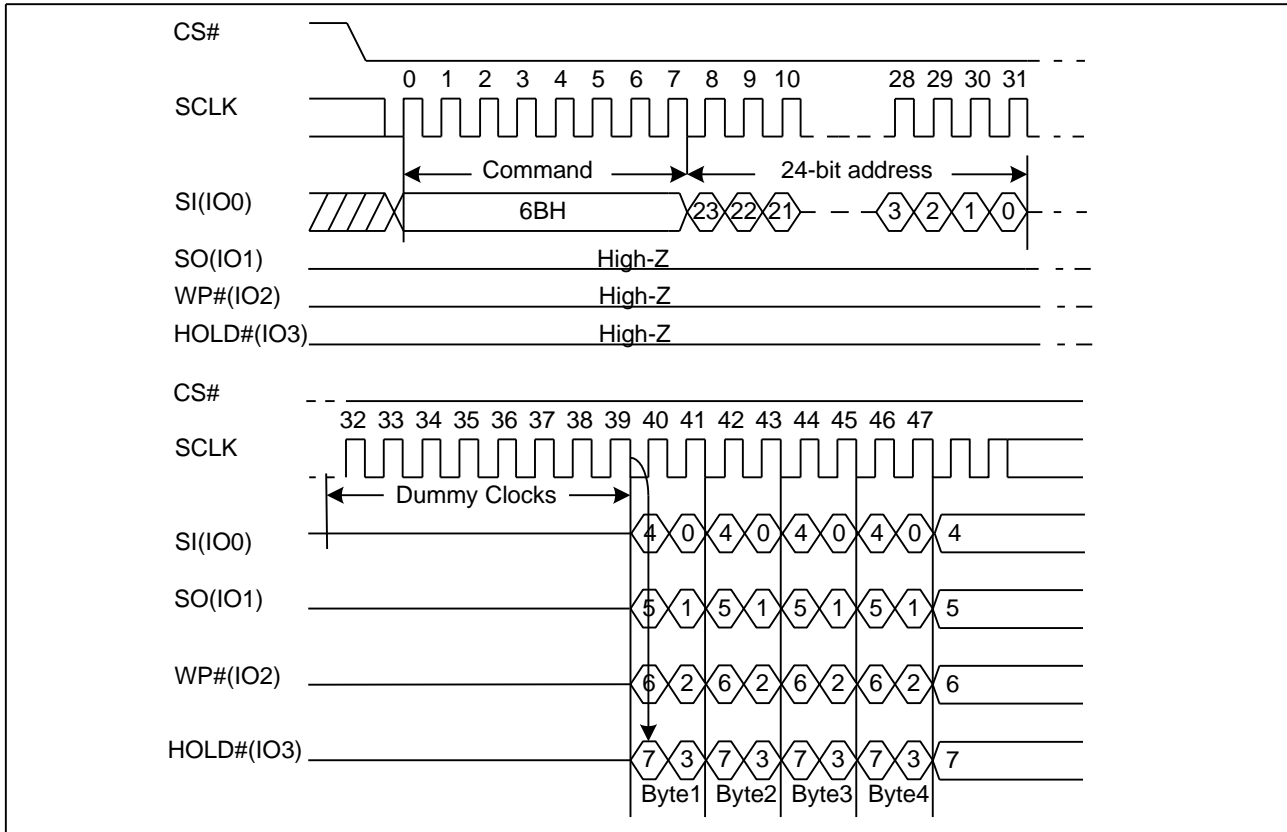 CS#
0 1 2 3 4 5 6 7 8 9 10 28 29 30 31
SCLK
Command 24-bit address
SI(IO0) 6BH 23 22 21 3 2 1 0
SO(IO1) High-Z
WP#(IO2) High-Z
HOLD#(IO3) High-Z
CS#
32 33 34 35 36 37 38 39 40 41 42 43 44 45 46 47
SCLK
Dummy Clocks
SI(IO0) 4 0 4 0 4 0 4 0 4
SO(IO1) 5 1 5 1 5 1 5 1 5
WP#(IO2) 6 2 6 2 6 2 6 2 6
HOLD#(IO3) 7 3 7 3 7 3 7 3 7
Byte1 Byte2 Byte3 Byte4